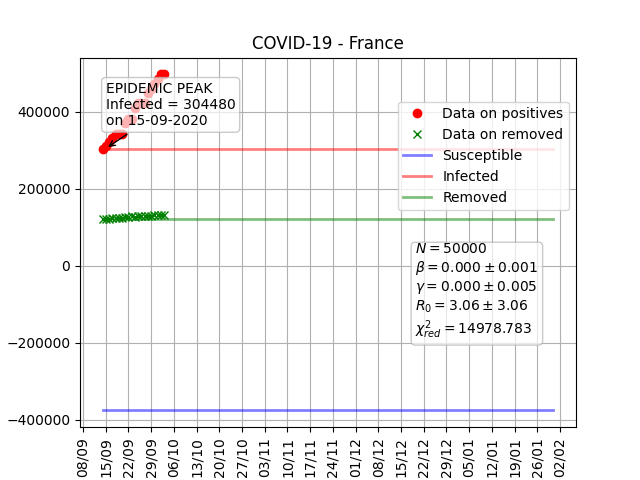 COVID-19 - France
EPIDEMIC PEAK
Infected = 304480
on 15-09-2020
Data on positives
Data on removed
Susceptible
Infected
Removed
N = 50000
β = 0.000 ± 0.001
γ = 0.000 ± 0.005
R₀ = 3.06 ± 3.06
χ²red = 14978.783
400000
200000
0
−200000
−400000
08/09
15/09
22/09
29/09
06/10
13/10
20/10
27/10
03/11
10/11
17/11
24/11
01/12
08/12
15/12
22/12
29/12
05/01
12/01
19/01
26/01
02/02